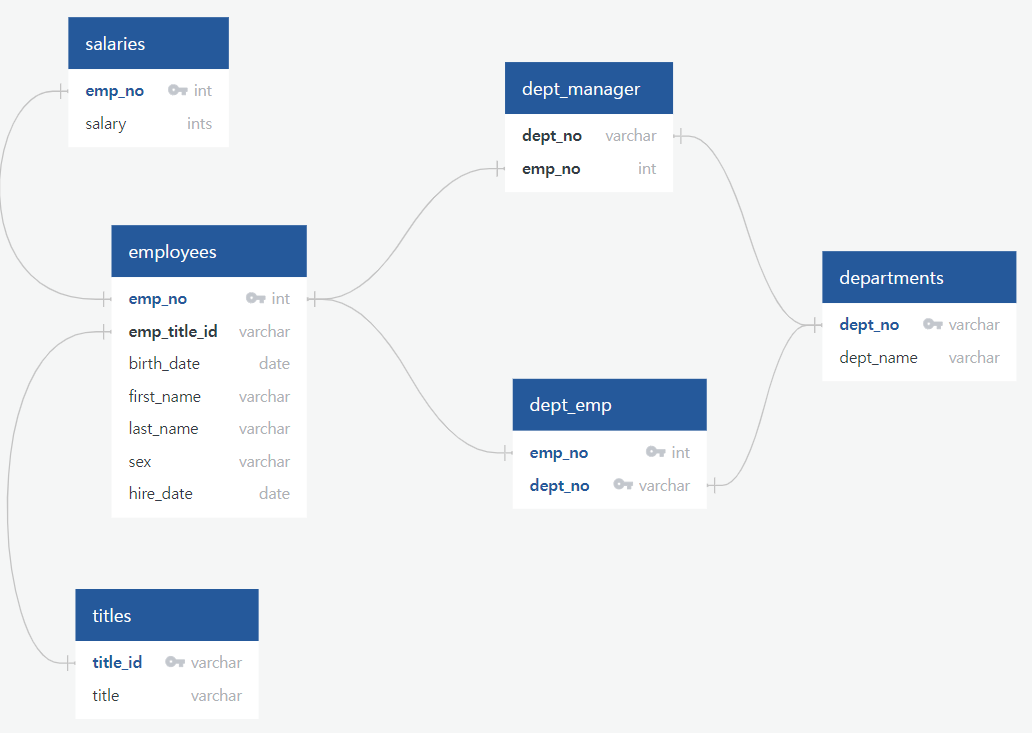 salaries
emp_no int
salary ints
dept_manager
dept_no varchar
emp_no int
employees
emp_no int
emp_title_id varchar
birth_date date
first_name varchar
last_name varchar
sex varchar
hire_date date
departments
dept_no varchar
dept_name varchar
dept_emp
emp_no int
dept_no varchar
titles
title_id varchar
title varchar